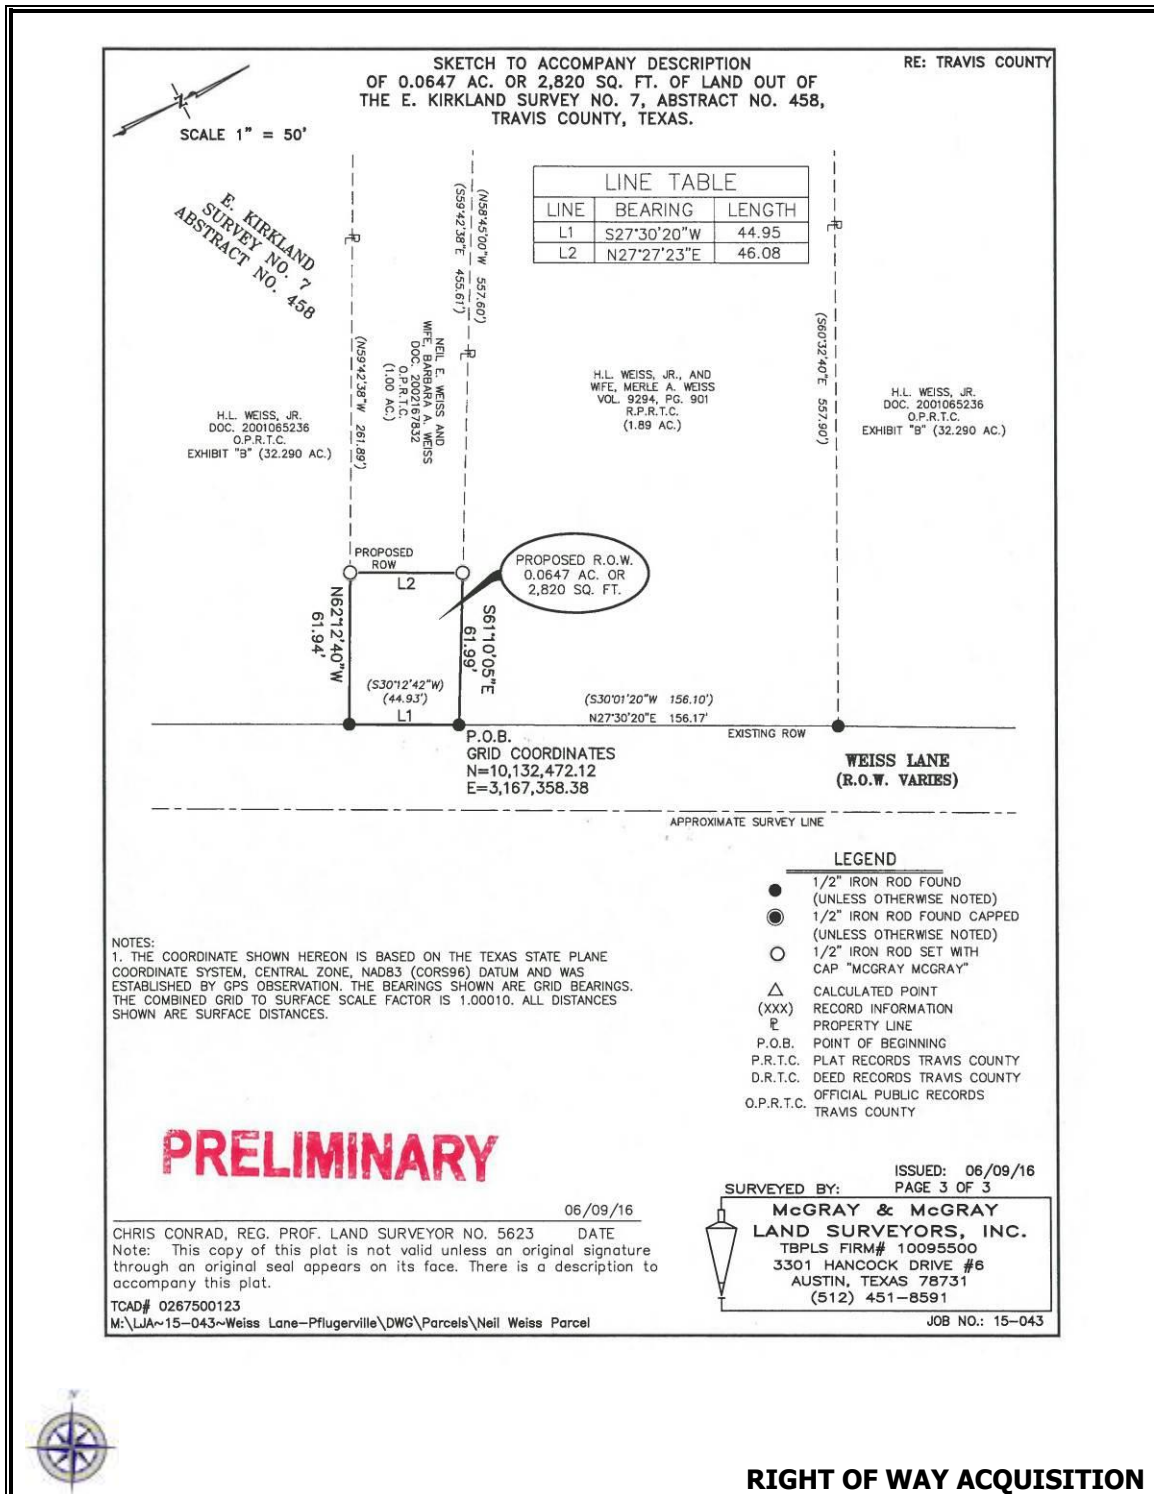 SKETCH TO ACCOMPANY DESCRIPTION
OF 0.0647 AC. OR 2,820 SQ. FT. OF LAND OUT OF
THE E. KIRKLAND SURVEY NO. 7, ABSTRACT NO. 458,
TRAVIS COUNTY, TEXAS.
RE: TRAVIS COUNTY
N
SCALE 1" = 50'
E. KIRKLAND
SURVEY NO. 7
ABSTRACT NO. 458
LINE TABLE
LINE BEARING LENGTH
L1 S27°30'20"W 44.95
L2 N27°27'23"E 46.08
(N59°42'38"W 261.89')
(S59°42'38"E 455.61')
(N58°45'00"W 557.60')
(S60°32'40"E 557.90')
NEIL E. WEISS AND
WIFE, BARBARA A. WEISS
DOC. 2002167832
O.P.R.T.C.
(1.00 AC.)
H.L. WEISS, JR.
DOC. 2001065236
O.P.R.T.C.
EXHIBIT "B" (32.290 AC.)
H.L. WEISS, JR., AND
WIFE, MERLE A. WEISS
VOL. 9294, PG. 901
R.P.R.T.C.
(1.89 AC.)
H.L. WEISS, JR.
DOC. 2001065236
O.P.R.T.C.
EXHIBIT "B" (32.290 AC.)
PROPOSED
ROW
L2
PROPOSED R.O.W.
0.0647 AC. OR
2,820 SQ. FT.
N62°12'40"W
61.94'
S61°10'05"E
61.99'
(S30°12'42"W)
(44.93')
L1
(S30°01'20"W 156.10')
N27°30'20"E 156.17'
EXISTING ROW
P.O.B.
GRID COORDINATES
N=10,132,472.12
E=3,167,358.38
WEISS LANE
(R.O.W. VARIES)
APPROXIMATE SURVEY LINE
LEGEND
1/2" IRON ROD FOUND
(UNLESS OTHERWISE NOTED)
1/2" IRON ROD FOUND CAPPED
(UNLESS OTHERWISE NOTED)
1/2" IRON ROD SET WITH
CAP "MCGRAY MCGRAY"
CALCULATED POINT
(XXX) RECORD INFORMATION
PROPERTY LINE
P.O.B. POINT OF BEGINNING
P.R.T.C. PLAT RECORDS TRAVIS COUNTY
D.R.T.C. DEED RECORDS TRAVIS COUNTY
O.P.R.T.C. OFFICIAL PUBLIC RECORDS
TRAVIS COUNTY
NOTES:
1. THE COORDINATE SHOWN HEREON IS BASED ON THE TEXAS STATE PLANE
COORDINATE SYSTEM, CENTRAL ZONE, NAD83 (CORS96) DATUM AND WAS
ESTABLISHED BY GPS OBSERVATION. THE BEARINGS SHOWN ARE GRID BEARINGS.
THE COMBINED GRID TO SURFACE SCALE FACTOR IS 1.00010. ALL DISTANCES
SHOWN ARE SURFACE DISTANCES.
PRELIMINARY
06/09/16
CHRIS CONRAD, REG. PROF. LAND SURVEYOR NO. 5623 DATE
Note: This copy of this plat is not valid unless an original signature
through an original seal appears on its face. There is a description to
accompany this plat.
TCAD# 0267500123
M:\LJA~15-043~Weiss Lane-Pflugerville\DWG\Parcels\Neil Weiss Parcel
ISSUED: 06/09/16
SURVEYED BY: PAGE 3 OF 3
McGRAY & McGRAY
LAND SURVEYORS, INC.
TBPLS FIRM# 10095500
3301 HANCOCK DRIVE #6
AUSTIN, TEXAS 78731
(512) 451-8591
JOB NO.: 15-043
N
RIGHT OF WAY ACQUISITION